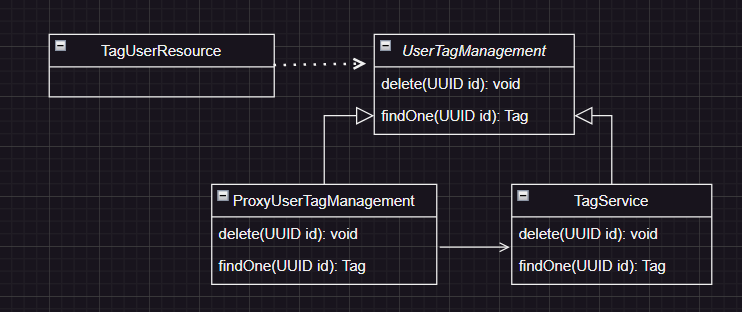 TagUserResource
UserTagManagement
delete(UUID id): void
findOne(UUID id): Tag
ProxyUserTagManagement
delete(UUID id): void
findOne(UUID id): Tag
TagService
delete(UUID id): void
findOne(UUID id): Tag